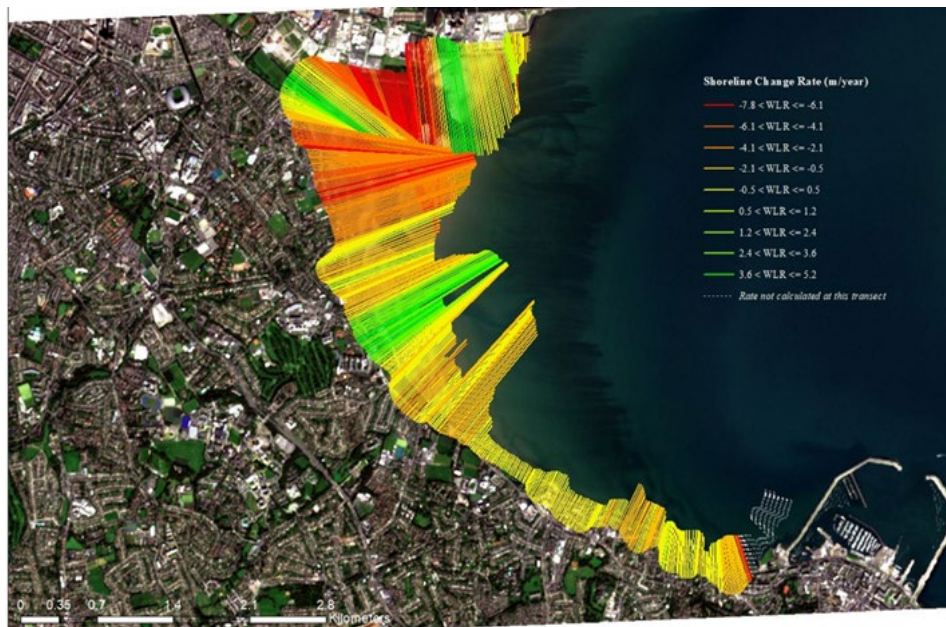 Shoreline Change Rate (m/year)
-7.8 < WLR <= -6.1
-6.1 < WLR <= -4.1
-4.1 < WLR <= -2.1
-2.1 < WLR <= -0.5
-0.5 < WLR <= 0.5
0.5 < WLR <= 1.2
1.2 < WLR <= 2.4
2.4 < WLR <= 3.6
3.6 < WLR <= 5.2
Rate not calculated at this transect
0 0.35 0.7 1.4 2.1 2.8
Kilometers